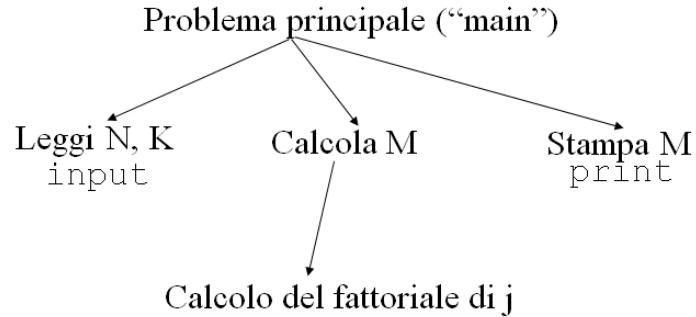 Problema principale (“main”)
Leggi N, K
input
Calcola M
Stampa M
print
Calcolo del fattoriale di j